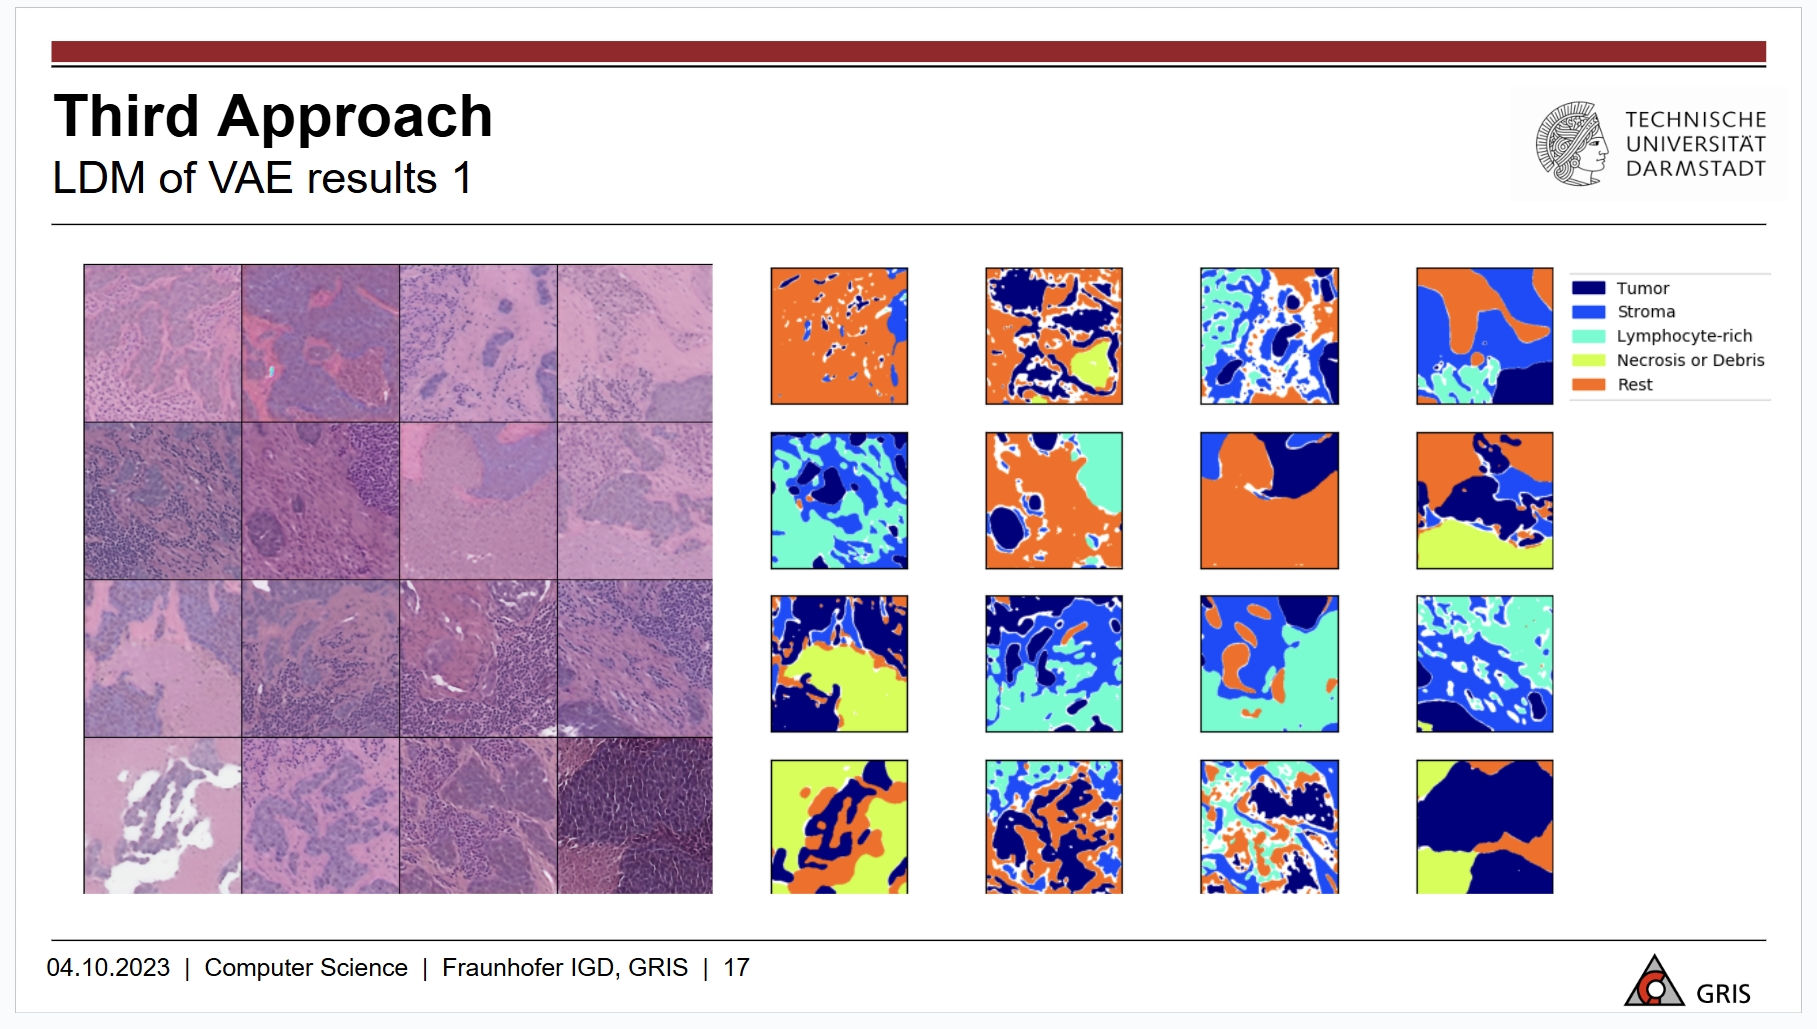 Third Approach
LDM of VAE results 1
TECHNISCHE
UNIVERSITÄT
DARMSTADT
Tumor
Stroma
Lymphocyte-rich
Necrosis or Debris
Rest
04.10.2023 | Computer Science | Fraunhofer IGD, GRIS | 17
GRIS